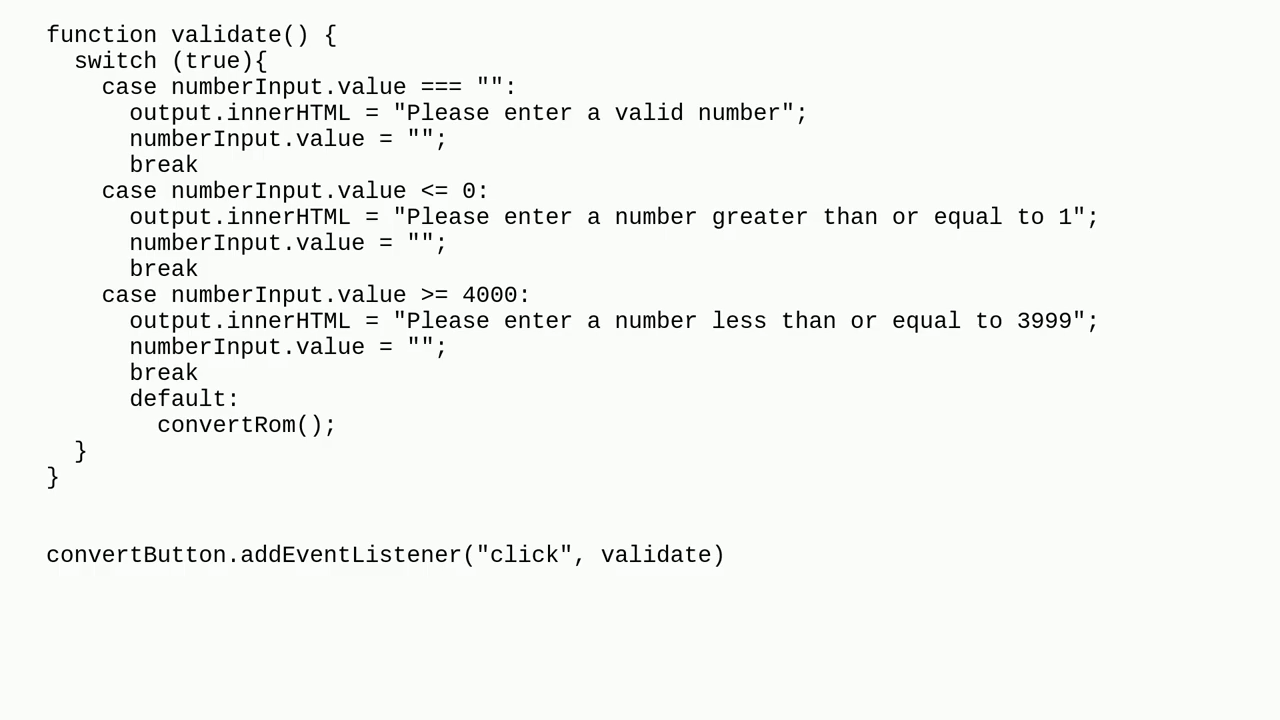 function validate() {
  switch (true){
    case numberInput.value === "":
      output.innerHTML = "Please enter a valid number";
      numberInput.value = "";
      break
    case numberInput.value <= 0:
      output.innerHTML = "Please enter a number greater than or equal to 1";
      numberInput.value = "";
      break
    case numberInput.value >= 4000:
      output.innerHTML = "Please enter a number less than or equal to 3999";
      numberInput.value = "";
      break
      default:
        convertRom();
  }
}
convertButton.addEventListener("click", validate)